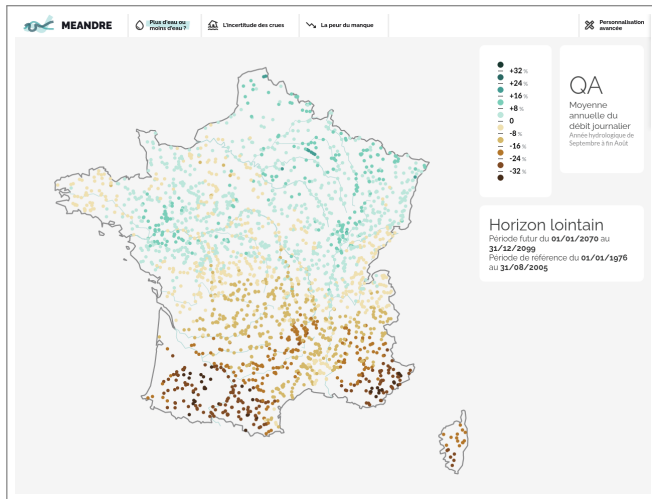 MEANDRE
Plus d'eau ou
moins d'eau ?
L'incertitude des crues
La peur du manque
Personnalisation
avancée
+32 %
+24 %
+16 %
+8 %
0
-8 %
-16 %
-24 %
-32 %
QA
Moyenne
annuelle du
débit journalier
Année hydrologique de
Septembre à fin Août
Horizon lointain
Période futur du 01/01/2070 au
31/12/2099
Période de référence du 01/01/1976
au 31/08/2005